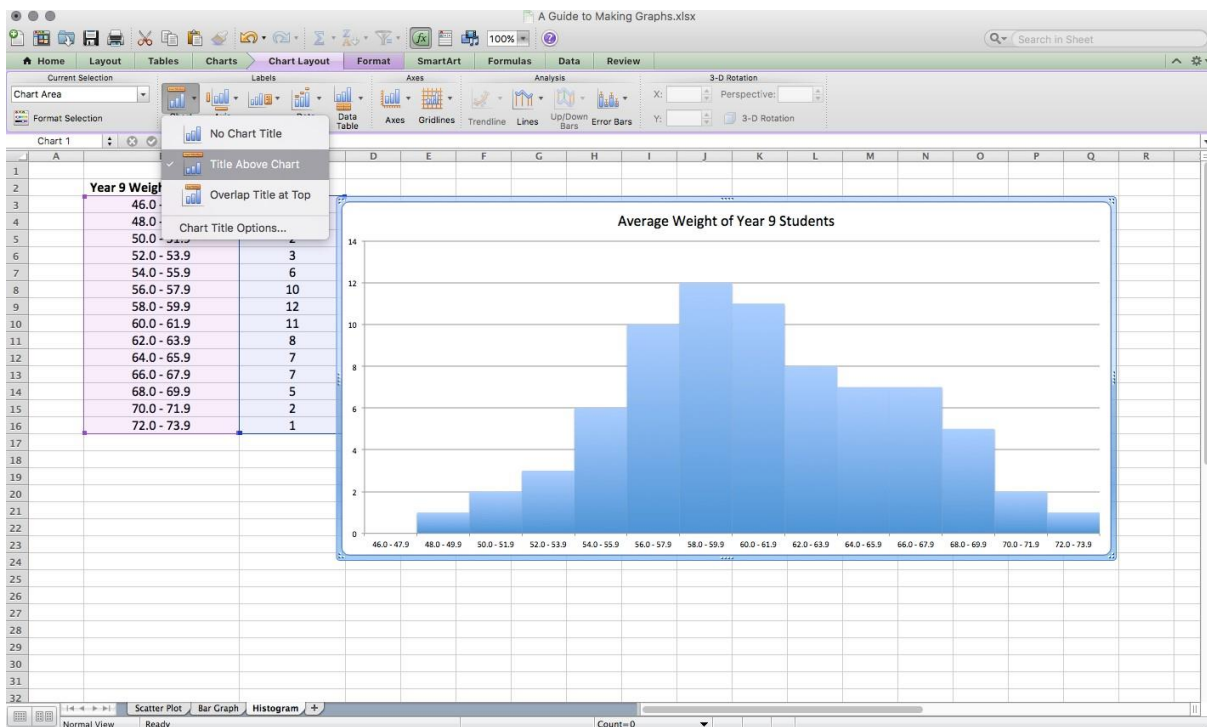 A Guide to Making Graphs.xlsx
100%
Search in Sheet
Home Layout Tables Charts Chart Layout Format SmartArt Formulas Data Review
Current Selection Labels Axes Analysis 3-D Rotation
Chart Area
Format Selection
Data Table
Axes Gridlines Trendline Lines Up/Down Bars Error Bars
X: Perspective:
Y: 3-D Rotation
No Chart Title
Title Above Chart
Overlap Title at Top
Chart Title Options...
Chart 1
fx
A D E F G H I J K L M N O P Q R
1
2 Year 9
3 46.0 -
4 48.0 -
5 50.0 - 2
6 52.0 - 53.9 3
7 54.0 - 55.9 6
8 56.0 - 57.9 10
9 58.0 - 59.9 12
10 60.0 - 61.9 11
11 62.0 - 63.9 8
12 64.0 - 65.9 7
13 66.0 - 67.9 7
14 68.0 - 69.9 5
15 70.0 - 71.9 2
16 72.0 - 73.9 1
17
18
19
20
21
22
23
24
25
26
27
28
29
30
31
32
Average Weight of Year 9 Students
14
12
10
8
6
4
2
0
46.0 - 47.9 48.0 - 49.9 50.0 - 51.9 52.0 - 53.9 54.0 - 55.9 56.0 - 57.9 58.0 - 59.9 60.0 - 61.9 62.0 - 63.9 64.0 - 65.9 66.0 - 67.9 68.0 - 69.9 70.0 - 71.9 72.0 - 73.9
Scatter Plot Bar Graph Histogram +
Normal View Ready Count=0